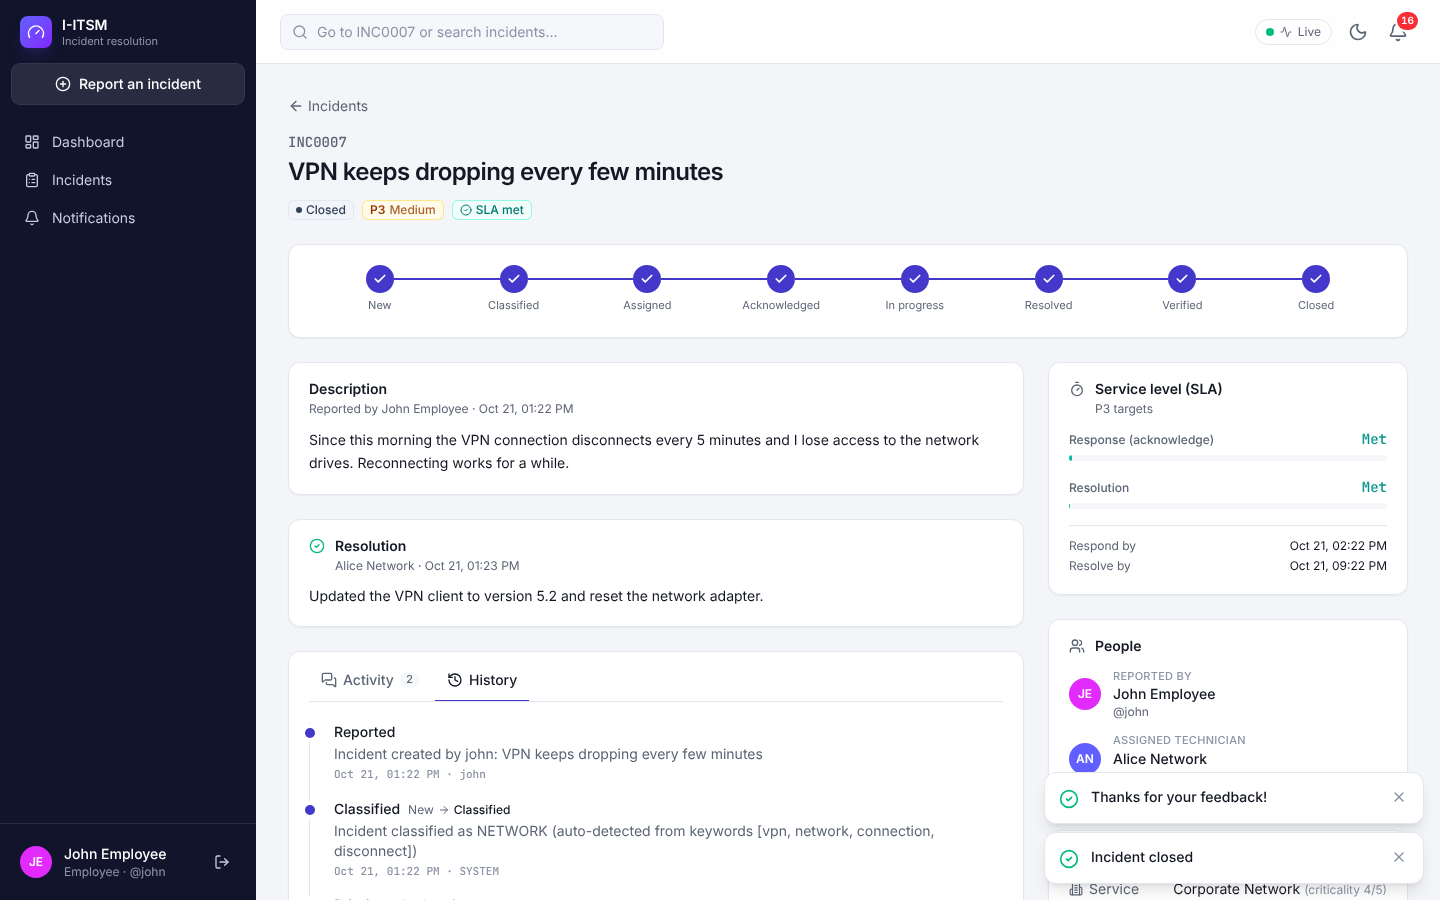 I-ITSM
Incident resolution
Report an incident
Dashboard
Incidents
Notifications
JE
John Employee
Employee · @john
Go to INC0007 or search incidents...
Live
16
Incidents
INC0007
VPN keeps dropping every few minutes
Closed
P3 Medium
SLA met
New
Classified
Assigned
Acknowledged
In progress
Resolved
Verified
Closed
Description
Reported by John Employee · Oct 21, 01:22 PM
Since this morning the VPN connection disconnects every 5 minutes and I lose access to the network
drives. Reconnecting works for a while.
Resolution
Alice Network · Oct 21, 01:23 PM
Updated the VPN client to version 5.2 and reset the network adapter.
Activity 2
History
Reported
Incident created by john: VPN keeps dropping every few minutes
Oct 21, 01:22 PM · john
Classified New → Classified
Incident classified as NETWORK (auto-detected from keywords [vpn, network, connection,
disconnect])
Oct 21, 01:22 PM · SYSTEM
Service level (SLA)
P3 targets
Response (acknowledge) Met
Resolution Met
Respond by Oct 21, 02:22 PM
Resolve by Oct 21, 09:22 PM
People
REPORTED BY
JE
John Employee
@john
ASSIGNED TECHNICIAN
AN
Alice Network
Thanks for your feedback!
Incident closed
Service Corporate Network (criticality 4/5)